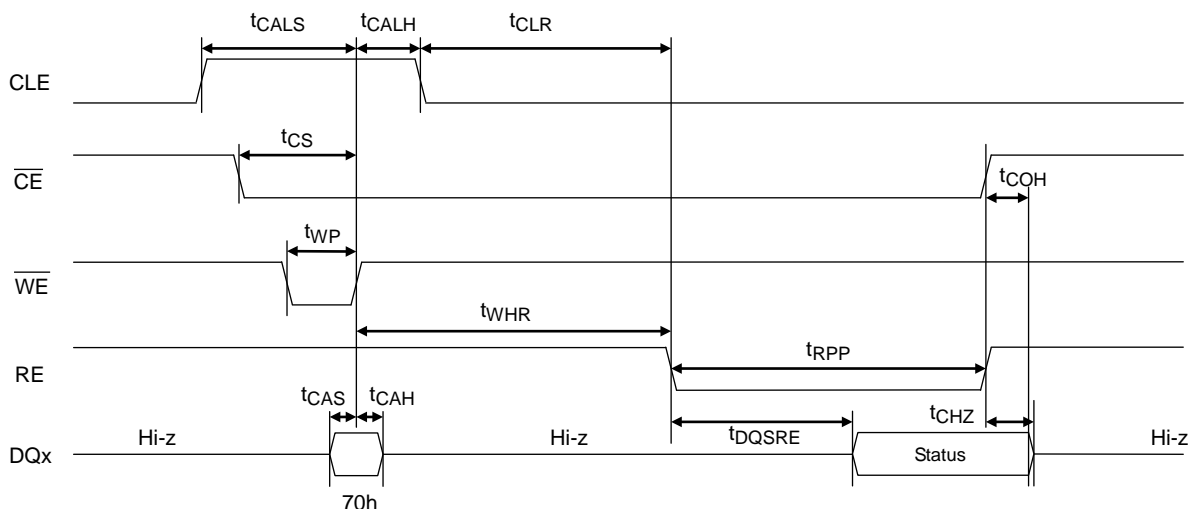 tCALS tCALH tCLR
CLE
tCS
CE
tCOH
tWP
WE
tWHR
tRPP
RE
tCAS tCAH
tCHZ
Hi-z Hi-z tDQSRE Hi-z
DQx Status
70h